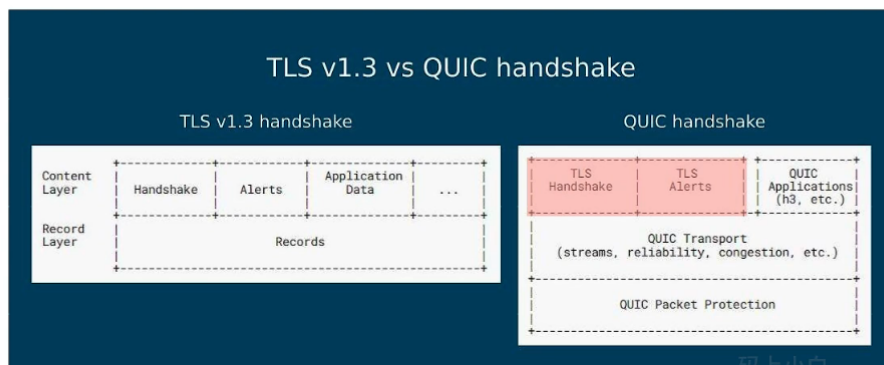 TLS v1.3 vs QUIC handshake
TLS v1.3 handshake
Content Layer
Handshake
Alerts
Application Data
...
Record Layer
Records
QUIC handshake
TLS Handshake
TLS Alerts
QUIC Applications (h3, etc.)
QUIC Transport
(streams, reliability, congestion, etc.)
QUIC Packet Protection